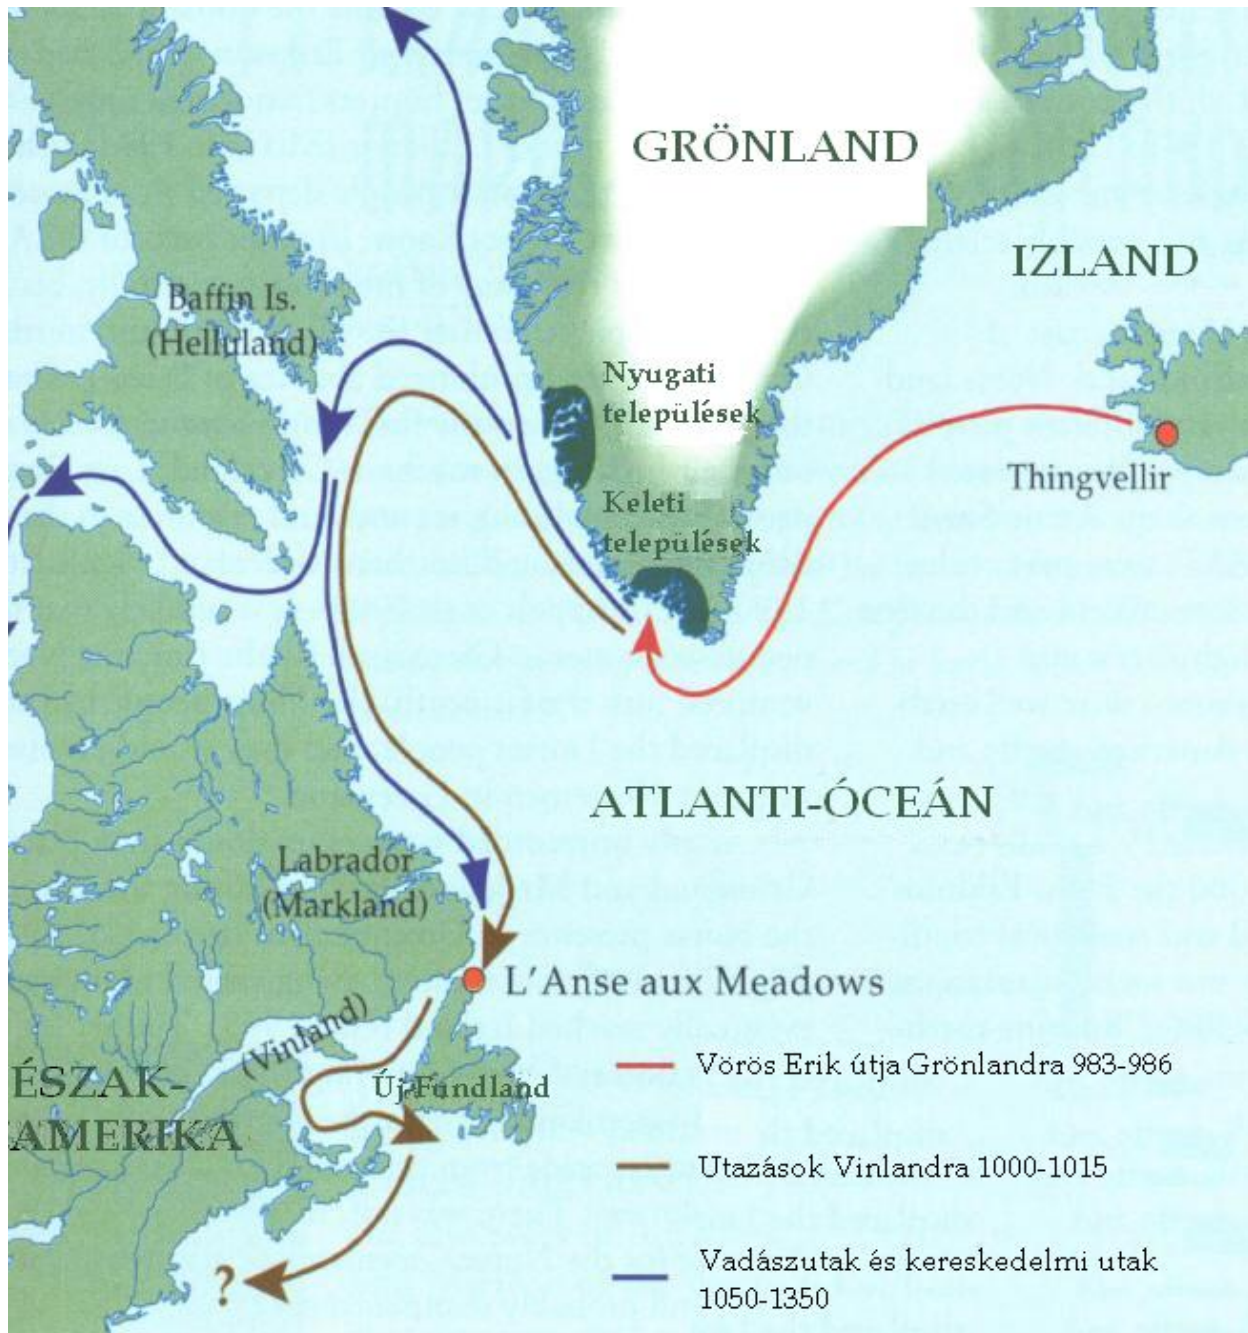 GRÖNLAND
IZLAND
Baffin Is.
(Helluland)
Nyugati
települések
Thingvellir
Keleti
települések
ATLANTI-ÓCEÁN
Labrador
(Markland)
L'Anse aux Meadows
(Vinland)
Új-Fundland
ÉSZAK-
AMERIKA
Vörös Erik útja Grönlandra 983-986
Utazások Vinlandra 1000-1015
Vadászutak és kereskedelmi utak
1050-1350
?